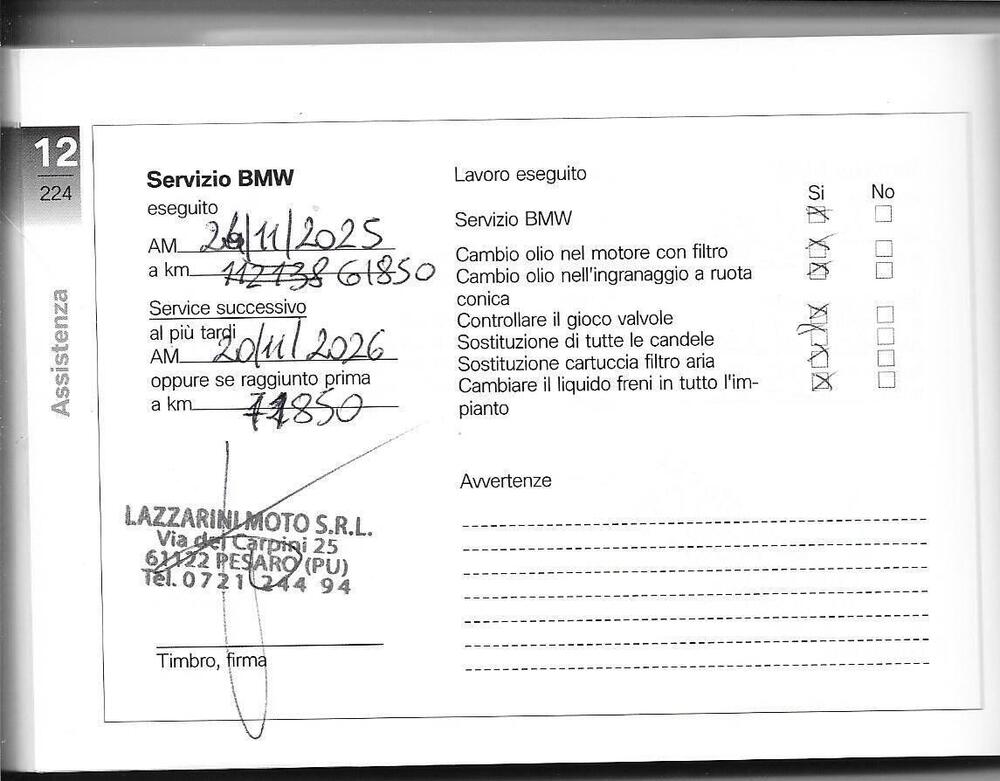 12
224
Assistenza
Servizio BMW
eseguito
AM 20/11/2025
a km 112138 61850
Service successivo
al più tardi
AM 20/11/2026
oppure se raggiunto prima
a km 71850
LAZZARINI MOTO S.R.L.
Via dei Carpini 25
61122 PESARO (PU)
Tel. 0721 244 94
Timbro, firma
Lavoro eseguito
Si No
Servizio BMW
Cambio olio nel motore con filtro
Cambio olio nell'ingranaggio a ruota
conica
Controllare il gioco valvole
Sostituzione di tutte le candele
Sostituzione cartuccia filtro aria
Cambiare il liquido freni in tutto l'im-
pianto
Avvertenze